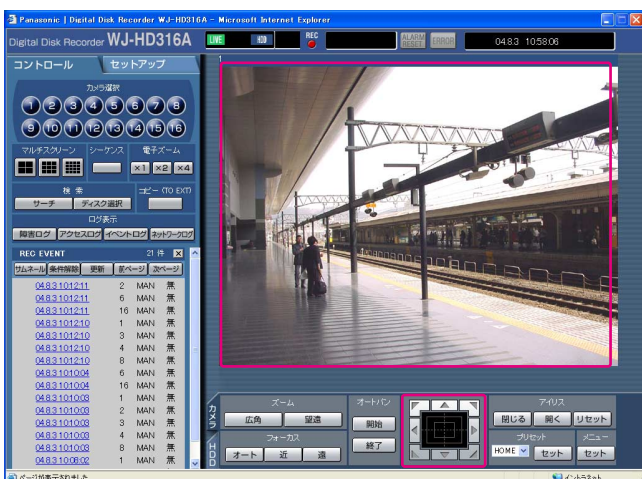 Panasonic | Digital Disk Recorder WJ-HD316A - Microsoft Internet Explorer
Digital Disk Recorder WJ-HD316A
LIVE HDD REC ALARM RESET ERROR 04.8.3 10:58:06
コントロール セットアップ
1
カメラ選択
1 2 3 4 5 6 7 8
9 10 11 12 13 14 15 16
マルチスクリーン シーケンス 電子ズーム
×1 ×2 ×4
検 索 コピー (TO EXT)
サーチ ディスク選択
ログ表示
障害ログ アクセスログ イベントログ ネットワークログ
REC EVENT 21 件
サムネール 条件解除 更新 前ページ 次ページ
04.8.3 10:12:11 2 MAN 無
04.8.3 10:12:11 6 MAN 無
04.8.3 10:12:11 16 MAN 無
04.8.3 10:12:10 1 MAN 無
04.8.3 10:12:10 3 MAN 無
04.8.3 10:12:10 4 MAN 無
04.8.3 10:12:10 8 MAN 無
04.8.3 10:10:04 6 MAN 無
04.8.3 10:10:04 16 MAN 無
04.8.3 10:10:03 1 MAN 無
04.8.3 10:10:03 2 MAN 無
04.8.3 10:10:03 3 MAN 無
04.8.3 10:10:03 4 MAN 無
04.8.3 10:10:03 8 MAN 無
04.8.3 10:08:02 1 MAN 無
カメラ
HDD
ズーム
広角 望遠
フォーカス
オート 近 遠
オートパン
開始
終了
アイリス
閉じる 開く リセット
プリセット メニュー
HOME セット セット
ページが表示されました
イントラネット